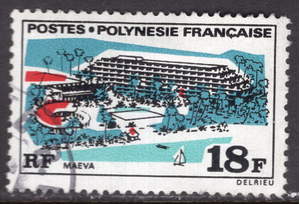 POSTES • POLYNESIE FRANÇAISE
RF MAEVA 18F
DELRIEU